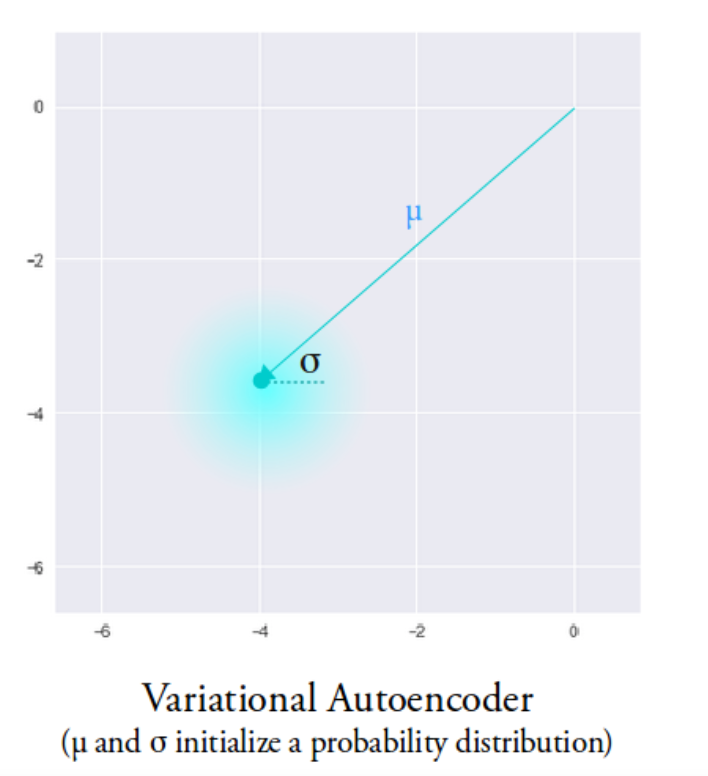 0
μ
-2
σ
-4
-6
-6 -4 -2 0
Variational Autoencoder
(μ and σ initialize a probability distribution)